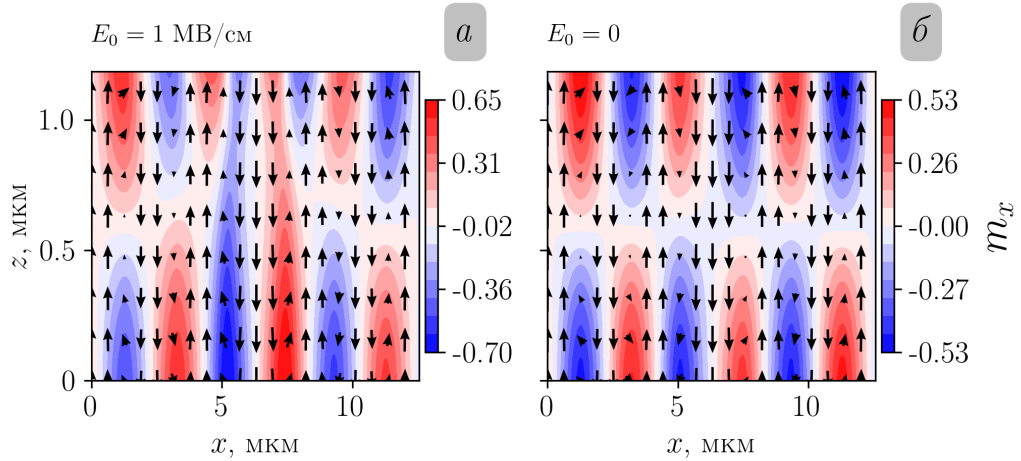 E₀ = 1 МВ/см
а
E₀ = 0
б
1.0
0.5
0
z, мкм
0
5
10
x, мкм
0.65
0.31
-0.02
-0.36
-0.70
0
5
10
x, мкм
0.53
0.26
-0.00
-0.27
-0.53
mₓ